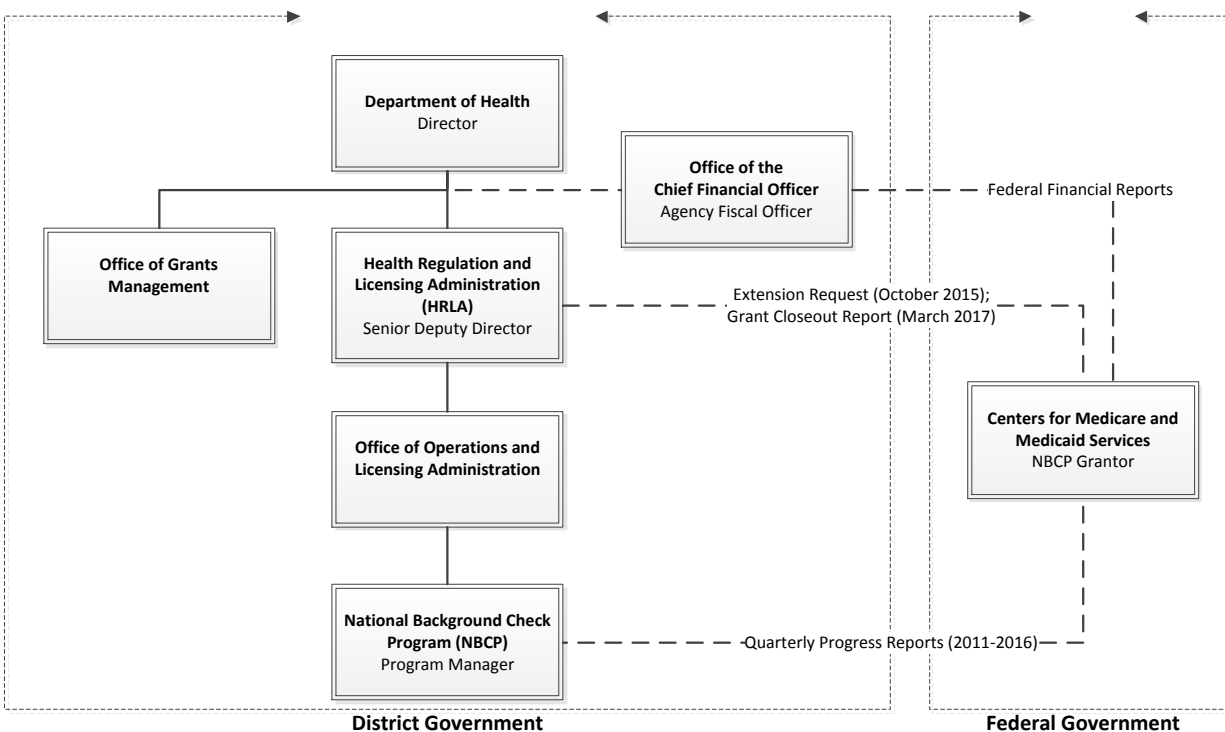 Department of Health
Director
Office of the
Chief Financial Officer
Agency Fiscal Officer
Federal Financial Reports
Office of Grants
Management
Health Regulation and
Licensing Administration
(HRLA)
Senior Deputy Director
Extension Request (October 2015);
Grant Closeout Report (March 2017)
Centers for Medicare and
Medicaid Services
NBCP Grantor
Office of Operations and
Licensing Administration
National Background Check
Program (NBCP)
Program Manager
Quarterly Progress Reports (2011-2016)
District Government
Federal Government